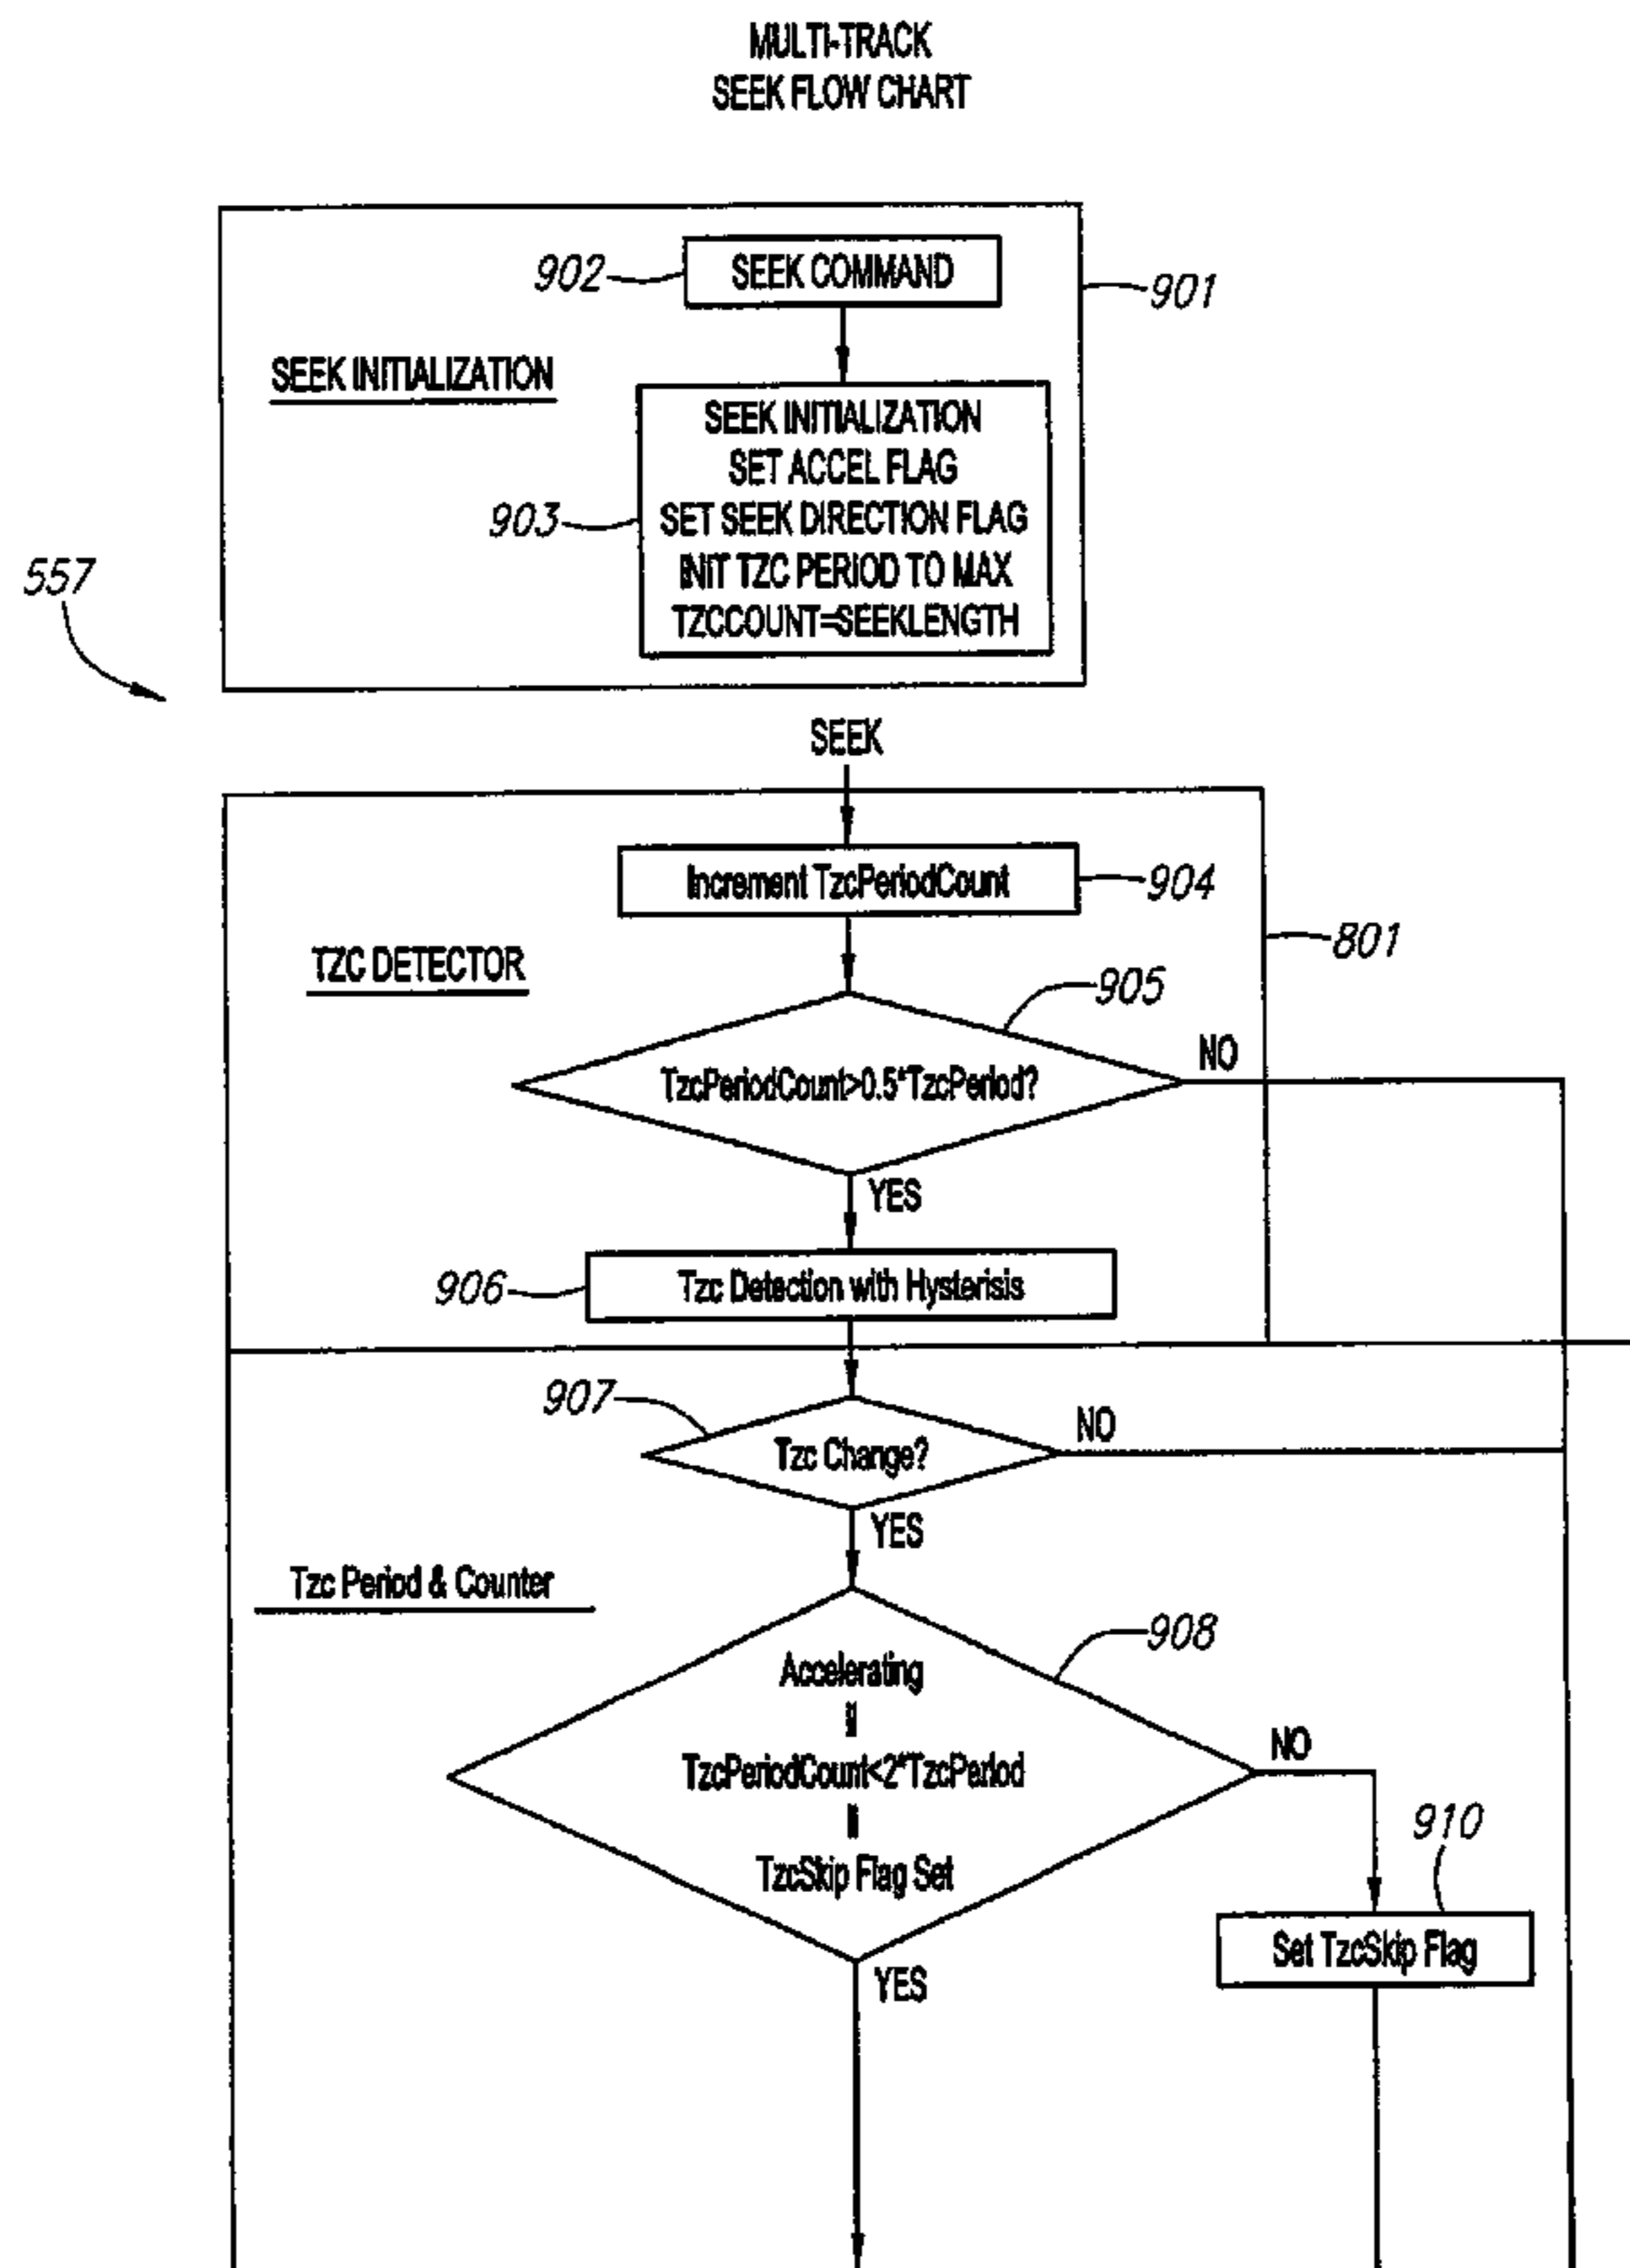 MULTI-TRACK
SEEK FLOW CHART
902
SEEK COMMAND
901
SEEK INITIALIZATION
903
SEEK INITIALIZATION
SET ACCEL FLAG
SET SEEK DIRECTION FLAG
INIT TZC PERIOD TO MAX
TZCCOUNT=SEEKLENGTH
557
SEEK
Increment TzcPeriodCount
904
TZC DETECTOR
801
905
TzcPeriodCount>0.5*TzcPeriod?
NO
YES
906
Tzc Detection with Hysterisis
907
Tzc Change?
NO
YES
Tzc Period & Counter
908
Accelerating
||
TzcPeriodCount<2*TzcPeriod
||
TzcSkip Flag Set
NO
YES
910
Set TzcSkip Flag